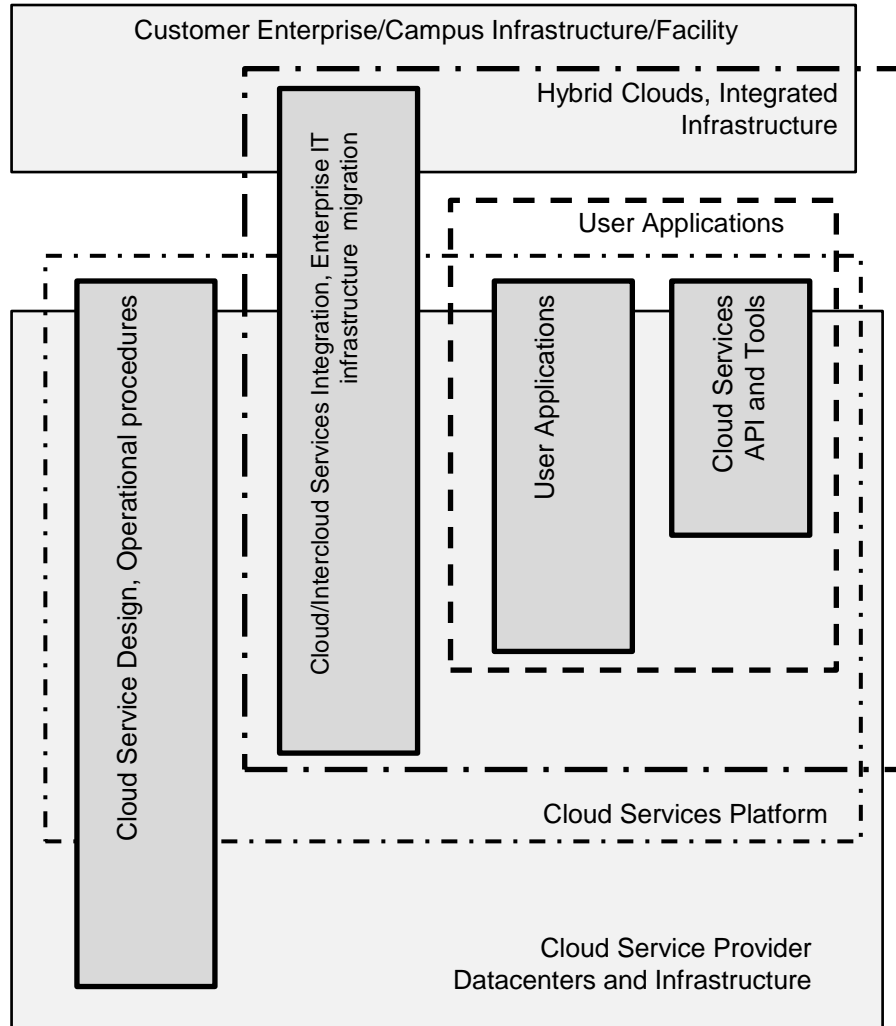 Customer Enterprise/Campus Infrastructure/Facility
Hybrid Clouds, Integrated
Infrastructure
User Applications
Cloud Service Design, Operational procedures
Cloud/Intercloud Services Integration, Enterprise IT
infrastructure migration
User Applications
Cloud Services
API and Tools
Cloud Services Platform
Cloud Service Provider
Datacenters and Infrastructure